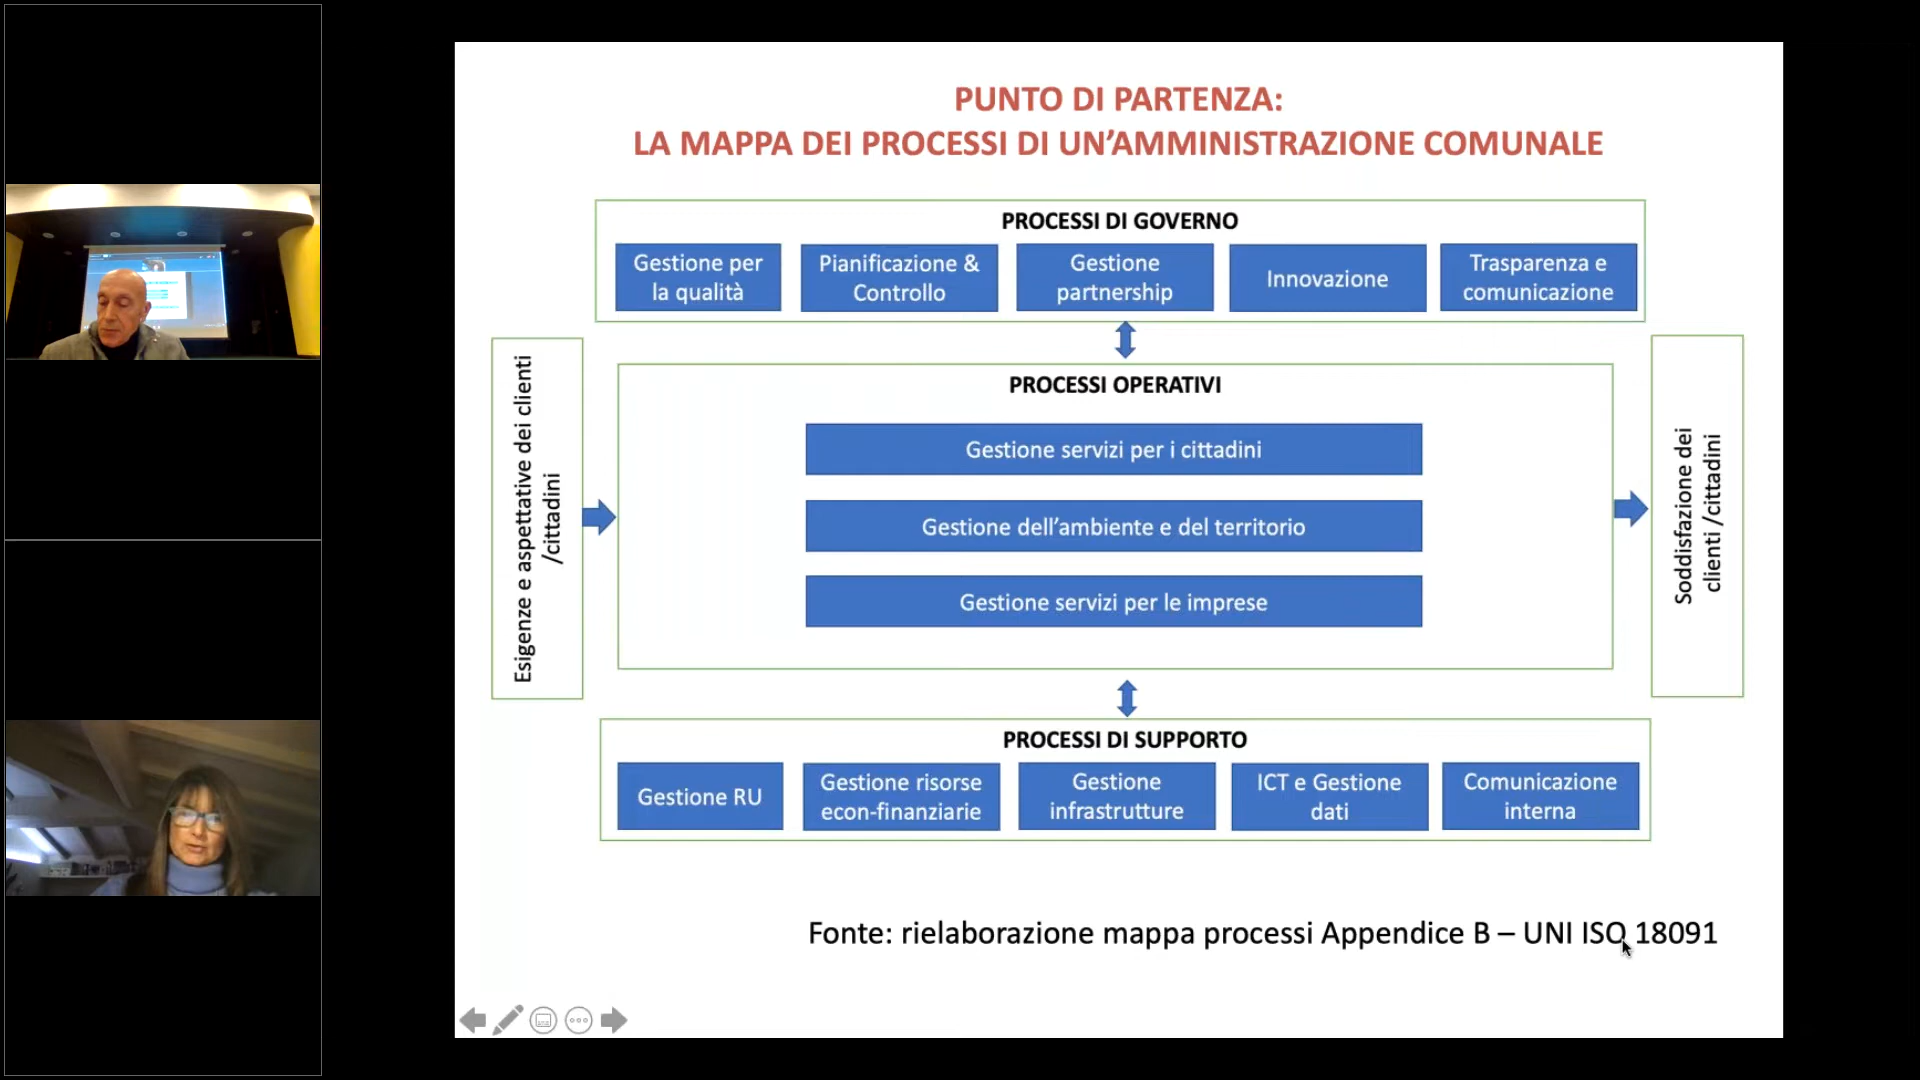 PUNTO DI PARTENZA:
LA MAPPA DEI PROCESSI DI UN’AMMINISTRAZIONE COMUNALE
PROCESSI DI GOVERNO
Gestione per
la qualità
Pianificazione &
Controllo
Gestione
partnership
Innovazione
Trasparenza e
comunicazione
Esigenze e aspettative dei clienti
/cittadini
PROCESSI OPERATIVI
Gestione servizi per i cittadini
Gestione dell’ambiente e del territorio
Gestione servizi per le imprese
Soddisfazione dei
clienti /cittadini
PROCESSI DI SUPPORTO
Gestione RU
Gestione risorse
econ-finanziarie
Gestione
infrastrutture
ICT e Gestione
dati
Comunicazione
interna
Fonte: rielaborazione mappa processi Appendice B – UNI ISO 18091